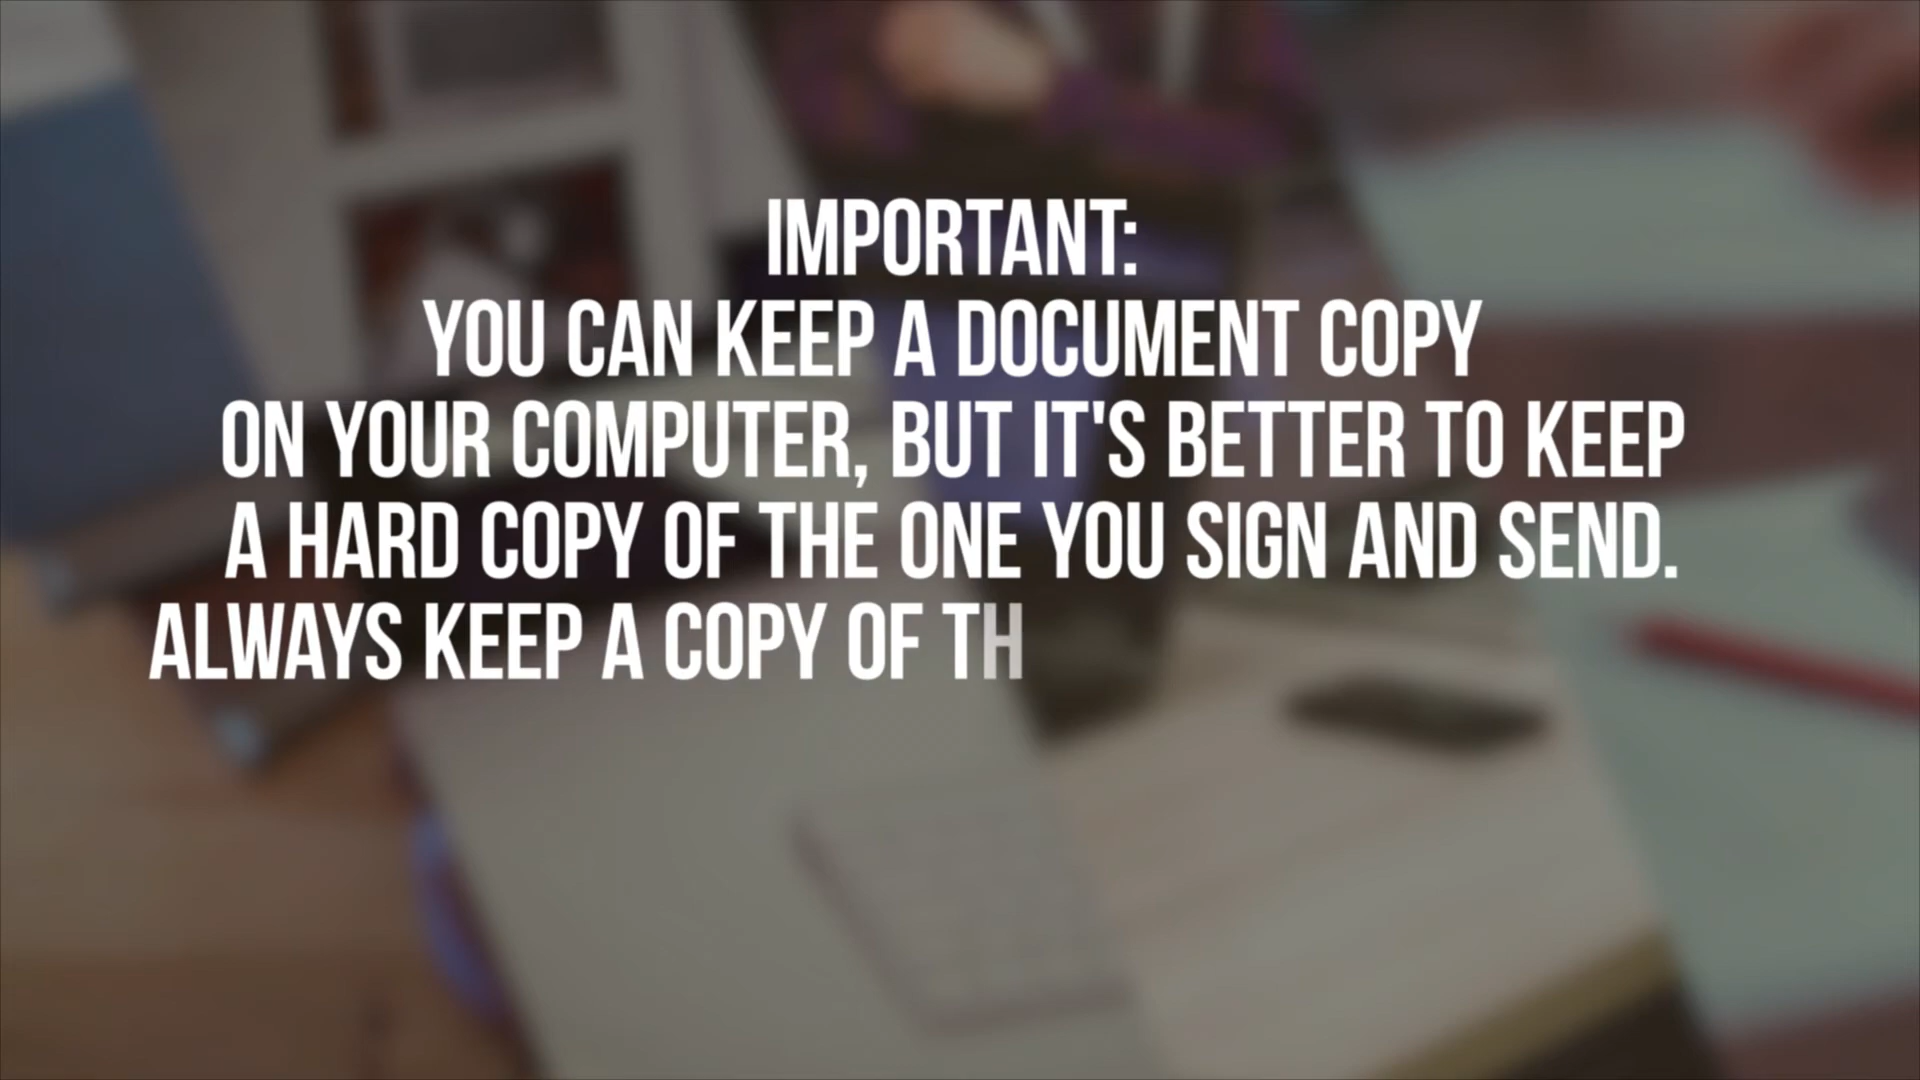 IMPORTANT:
YOU CAN KEEP A DOCUMENT COPY
ON YOUR COMPUTER, BUT IT'S BETTER TO KEEP
A HARD COPY OF THE ONE YOU SIGN AND SEND.
ALWAYS KEEP A COPY OF TH